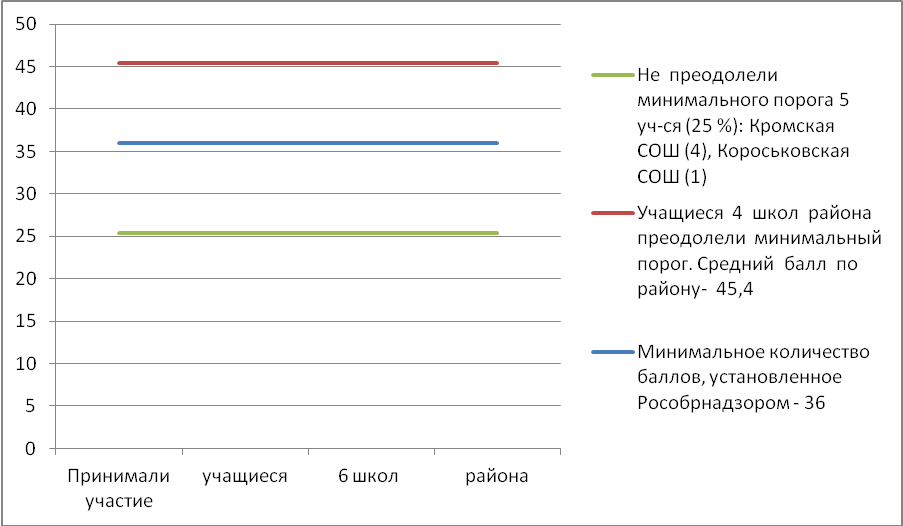 50
45
40
35
30
25
20
15
10
5
0
Принимали
участие
учащиеся
6 школ
района
Не преодолели
минимального порога 5
уч-ся (25 %): Кромская
СОШ (4), Короськовская
СОШ (1)
Учащиеся 4 школ района
преодолели минимальный
порог. Средний балл по
району- 45,4
Минимальное количество
баллов, установленное
Рособрнадзором - 36